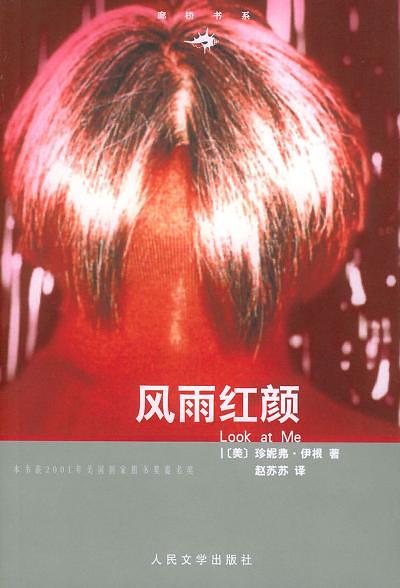 廊桥书系
风雨红颜
Look at Me
〔美〕珍妮弗·伊根 著
赵苏苏 译
本书获2001年美国国家图书奖提名奖
人民文学出版社